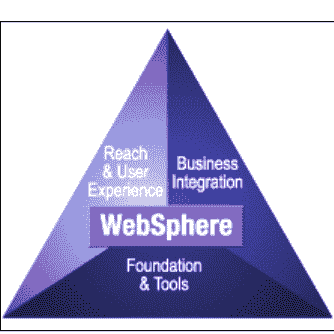 Reach
& User
Experience
Business
Integration
WebSphere
Foundation
& Tools